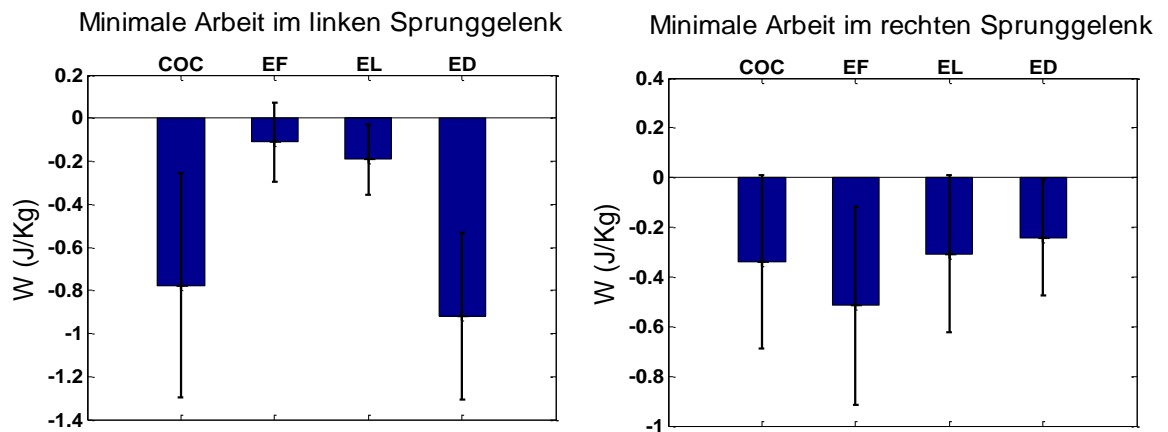 Minimale Arbeit im linken Sprunggelenk
COC EF EL ED
0.2
0
-0.2
-0.4
-0.6
-0.8
-1
-1.2
-1.4
W (J/Kg)
Minimale Arbeit im rechten Sprunggelenk
COC EF EL ED
0.4
0.2
0
-0.2
-0.4
-0.6
-0.8
-1
W (J/Kg)